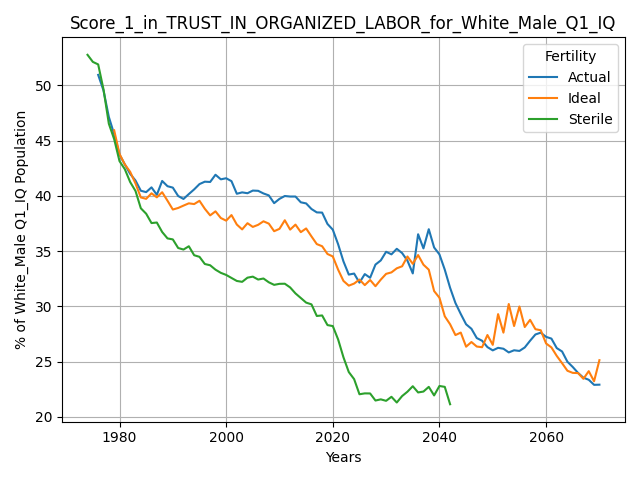 Score_1_in_TRUST_IN_ORGANIZED_LABOR_for_White_Male_Q1_IQ
Fertility
Actual
Ideal
Sterile
% of White_Male Q1_IQ Population
50
45
40
35
30
25
20
1980
2000
2020
2040
2060
Years